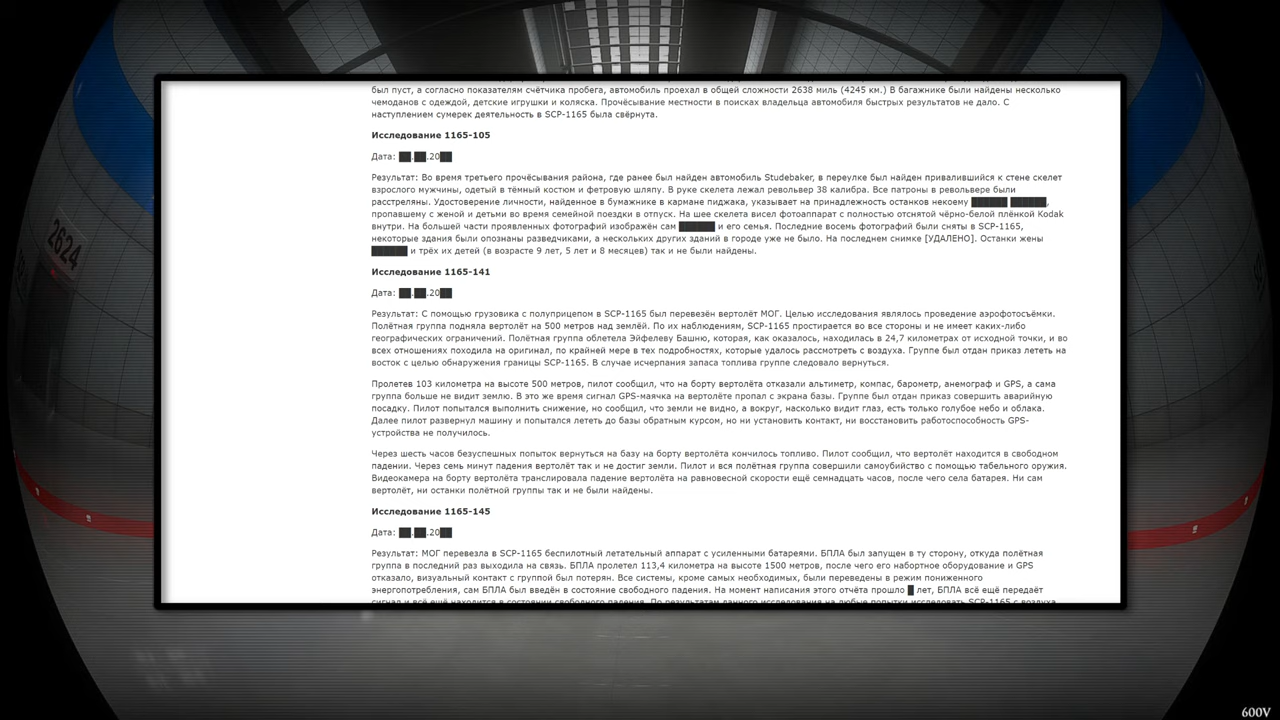 был пуст, а согласно показателям счётчика пробега, автомобиль проехал в общей сложности 2638 миль (4245 км.) В багажнике были найдены несколько
чемоданов с одеждой, детские игрушки и коляска. Прочёсывание местности в поисках владельца автомобиля быстрых результатов не дало. С
наступлением сумерек деятельность в SCP-1165 была свёрнута.
Исследование 1165-105
Дата: ██.██.20██
Результат: Во время третьего прочёсывания района, где ранее был найден автомобиль Studebaker, в переулке был найден привалившийся к стене скелет
взрослого мужчины, одетый в тёмный костюм и фетровую шляпу. В руке скелета лежал револьвер 38 калибра. Все патроны в револьвере были
расстреляны. Удостоверение личности, найденное в бумажнике в кармане пиджака, указывает на принадлежность останков некоему ██████ ██████,
пропавшему с женой и детьми во время семейной поездки в отпуск. На шее скелета висел фотоаппарат с полностью отснятой чёрно-белой плёнкой Kodak
внутри. На большей части проявленных фотографий изображён сам ██████ и его семья. Последние восемь фотографий были сняты в SCP-1165,
некоторые здания были опознаны разведчиками, а нескольких других зданий в городе уже не было. На последнем снимке [УДАЛЕНО]. Останки жены
██████ и трёх их детей (в возрасте 9 лет, 5 лет и 8 месяцев) так и не были найдены.
Исследование 1165-141
Дата: ██.██.20██
Результат: С помощью грузовика с полуприцепом в SCP-1165 был перевезён вертолёт МОГ. Целью исследования являлось проведение аэрофотосъёмки.
Полётная группа подняла вертолёт на 500 метров над землёй. По их наблюдениям, SCP-1165 простирается во все стороны и не имеет каких-либо
географических ограничений. Полётная группа облетела Эйфелеву Башню, которая, как оказалось, находилась в 24,7 километрах от исходной точки, и во
всех отношениях походила на оригинал, по крайней мере в тех подробностях, которые удалось рассмотреть с воздуха. Группе был отдан приказ лететь на
восток с целью обнаружения границы SCP-1165. В случае исчерпания запаса топлива группе следовало вернуться.
Пролетев 103 километра на высоте 500 метров, пилот сообщил, что на борту вертолёта отказали альтиметр, компас, барометр, анемограф и GPS, а сама
группа больше не видит землю. В это же время сигнал GPS-маячка на вертолёте пропал с экрана базы. Группе был отдан приказ совершить аварийную
посадку. Пилот попытался выполнить снижение, но сообщил, что земли не видно, а вокруг, насколько видит глаз, есть только голубое небо и облака.
Далее пилот развернул машину и попытался лететь до базы обратным курсом, но ни установить контакт, ни восстановить работоспособность GPS-
устройства не получилось.
Через шесть часов безуспешных попыток вернуться на базу на борту вертолёта кончилось топливо. Пилот сообщил, что вертолёт находится в свободном
падении. Через семь минут падения вертолёт так и не достиг земли. Пилот и вся полётная группа совершили самоубийство с помощью табельного оружия.
Видеокамера на борту вертолёта транслировала падение вертолёта на равновесной скорости ещё семнадцать часов, после чего села батарея. Ни сам
вертолёт, ни останки полётной группы так и не были найдены.
Исследование 1165-145
Дата: ██.██.20██
Результат: МОГ перевезла в SCP-1165 беспилотный летательный аппарат с усиленными батареями. БПЛА был запущен в ту сторону, откуда полётная
группа в последний раз выходила на связь. БПЛА пролетел 113,4 километра на высоте 1500 метров, после чего его набортное оборудование и GPS
отказало, визуальный контакт с группой был потерян. Все системы, кроме самых необходимых, были переведены в режим пониженного
энергопотребления, сам БПЛА был введён в состояние свободного падения. На момент написания этого отчёта прошло █ лет, БПЛА всё ещё передаёт
сигнал и всё ещё находится в состоянии свободного падения. По результатам данного исследования на любые попытки исследовать SCP-1165 с воздуха
2624
600V